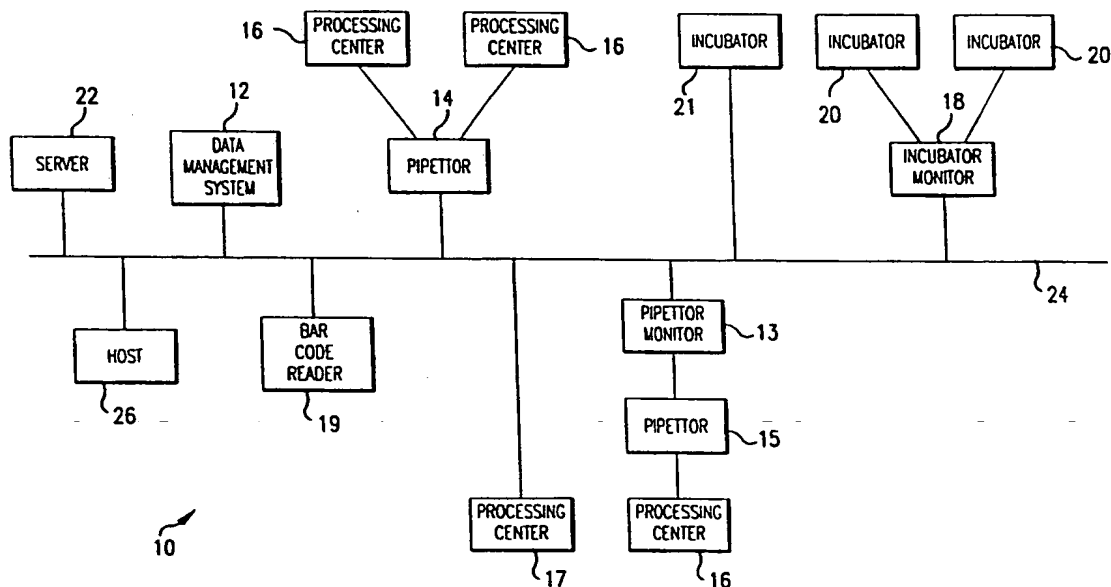 16
PROCESSING
CENTER
PROCESSING
CENTER
16
INCUBATOR
21
INCUBATOR
20
INCUBATOR
20
22
SERVER
12
DATA
MANAGEMENT
SYSTEM
14
PIPETTOR
18
INCUBATOR
MONITOR
24
HOST
26
BAR
CODE
READER
19
PIPETTOR
MONITOR
13
PIPETTOR
15
PROCESSING
CENTER
17
PROCESSING
CENTER
16
10